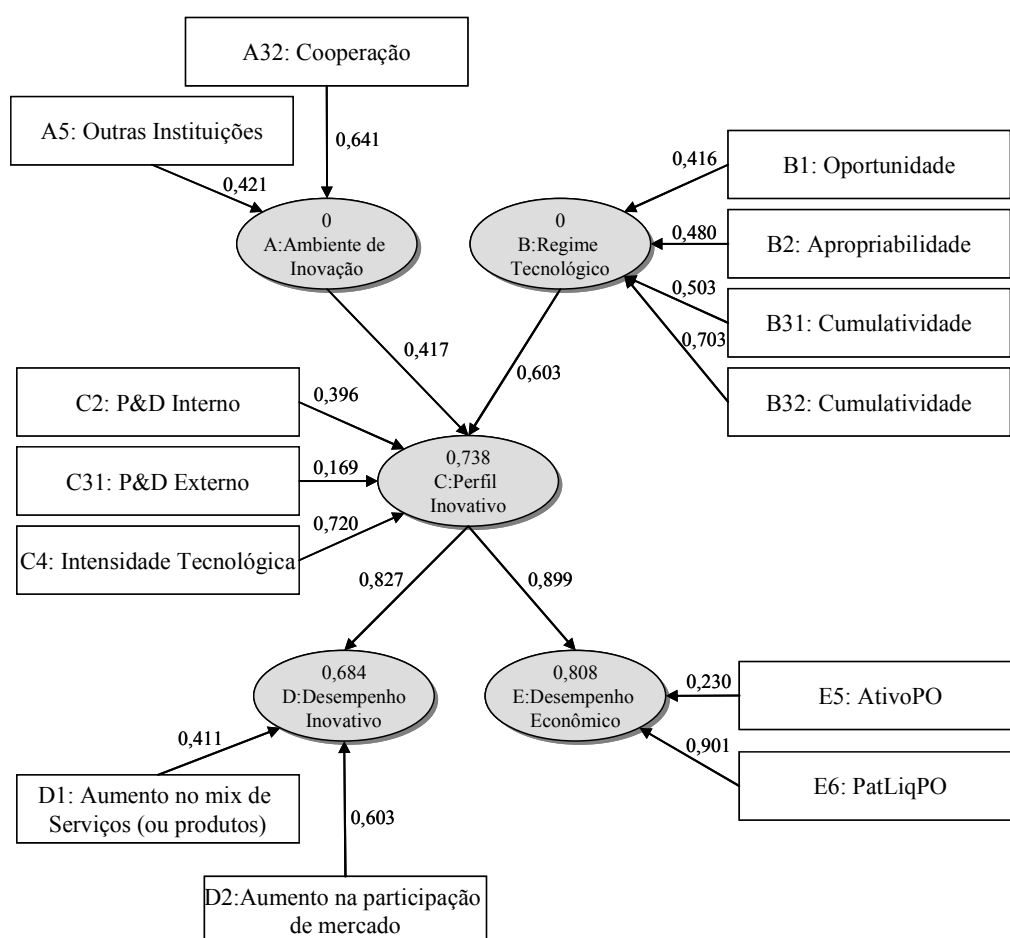 A32: Cooperação
A5: Outras Instituições
0,641
0,421
0,416
B1: Oportunidade
0
A:Ambiente de
Inovação
0
B:Regime
Tecnológico
0,480
B2: Apropriabilidade
0,503
B31: Cumulatividade
0,703
0,417
0,603
B32: Cumulatividade
C2: P&D Interno
0,396
C31: P&D Externo
0,169
0,738
C:Perfil
Inovativo
0,720
C4: Intensidade Tecnológica
0,827
0,899
0,684
D:Desempenho
Inovativo
0,808
E:Desempenho
Econômico
0,230
E5: AtivoPO
0,411
0,901
D1: Aumento no mix de
Serviços (ou produtos)
0,603
E6: PatLiqPO
D2:Aumento na participação
de mercado